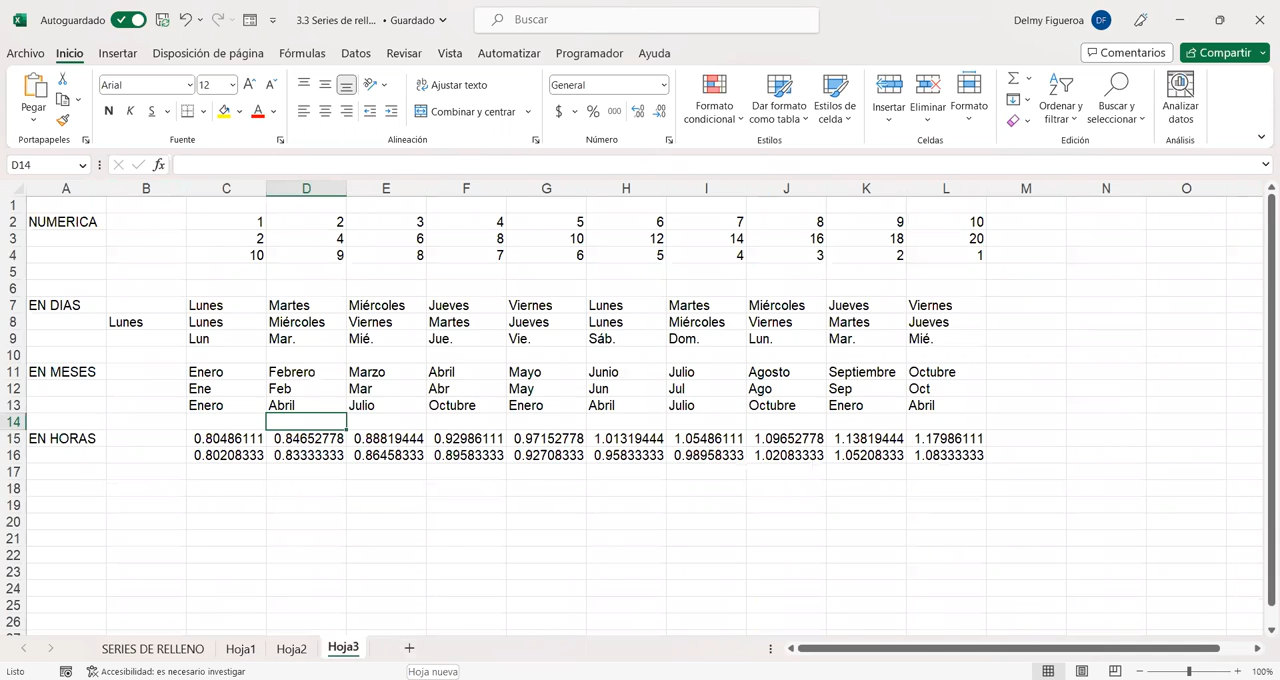 Autoguardado 3.3 Series de rell... • Guardado Buscar Delmy Figueroa DF
Archivo Inicio Insertar Disposición de página Fórmulas Datos Revisar Vista Automatizar Programador Ayuda Comentarios Compartir
Pegar Arial 12 Ajustar texto General Formato condicional Dar formato como tabla Estilos de celda Insertar Eliminar Formato Ordenar y filtrar Buscar y seleccionar Analizar datos
N K S A Combinar y centrar $ % 000
Portapapeles Fuente Alineación Número Estilos Celdas Edición Análisis
D14 fx
A B C D E F G H I J K L M N O
1
2 NUMERICA 1 2 3 4 5 6 7 8 9 10
3 2 4 6 8 10 12 14 16 18 20
4 10 9 8 7 6 5 4 3 2 1
5
6
7 EN DIAS Lunes Martes Miércoles Jueves Viernes Lunes Martes Miércoles Jueves Viernes
8 Lunes Lunes Miércoles Viernes Martes Jueves Lunes Miércoles Viernes Martes Jueves
9 Lun Mar. Mié. Jue. Vie. Sáb. Dom. Lun. Mar. Mié.
10
11 EN MESES Enero Febrero Marzo Abril Mayo Junio Julio Agosto Septiembre Octubre
12 Ene Feb Mar Abr May Jun Jul Ago Sep Oct
13 Enero Abril Julio Octubre Enero Abril Julio Octubre Enero Abril
14
15 EN HORAS 0.80486111 0.84652778 0.88819444 0.92986111 0.97152778 1.01319444 1.05486111 1.09652778 1.13819444 1.17986111
16 0.80208333 0.83333333 0.86458333 0.89583333 0.92708333 0.95833333 0.98958333 1.02083333 1.05208333 1.08333333
17
18
19
20
21
22
23
24
25
26
SERIES DE RELLENO Hoja1 Hoja2 Hoja3
Listo Accesibilidad: es necesario investigar Hoja nueva 100%